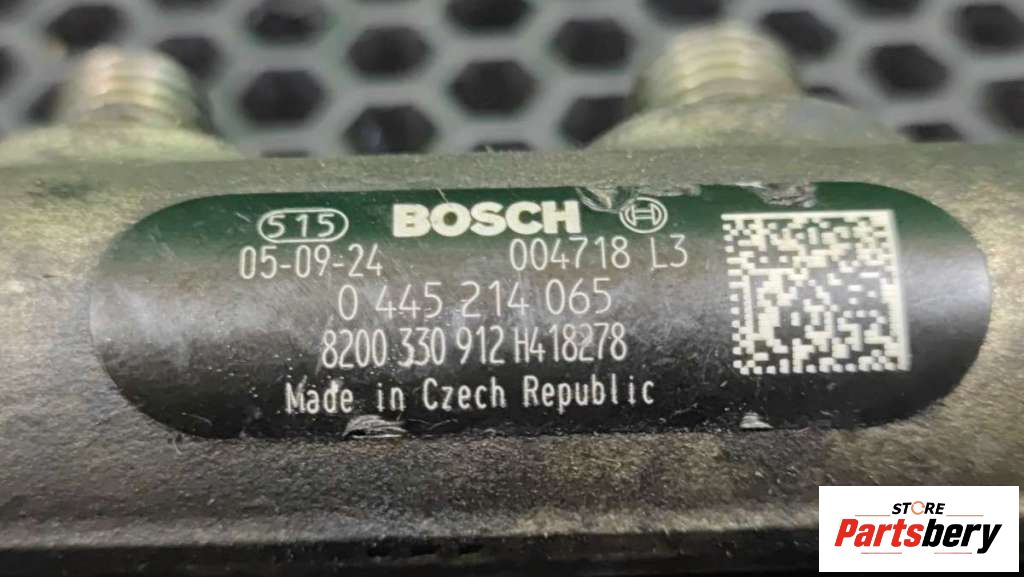 515 BOSCH
05-09-24 004718 L3
0 445 214 065
8200 330 912 H418278
Made in Czech Republic
STORE
Partsbery